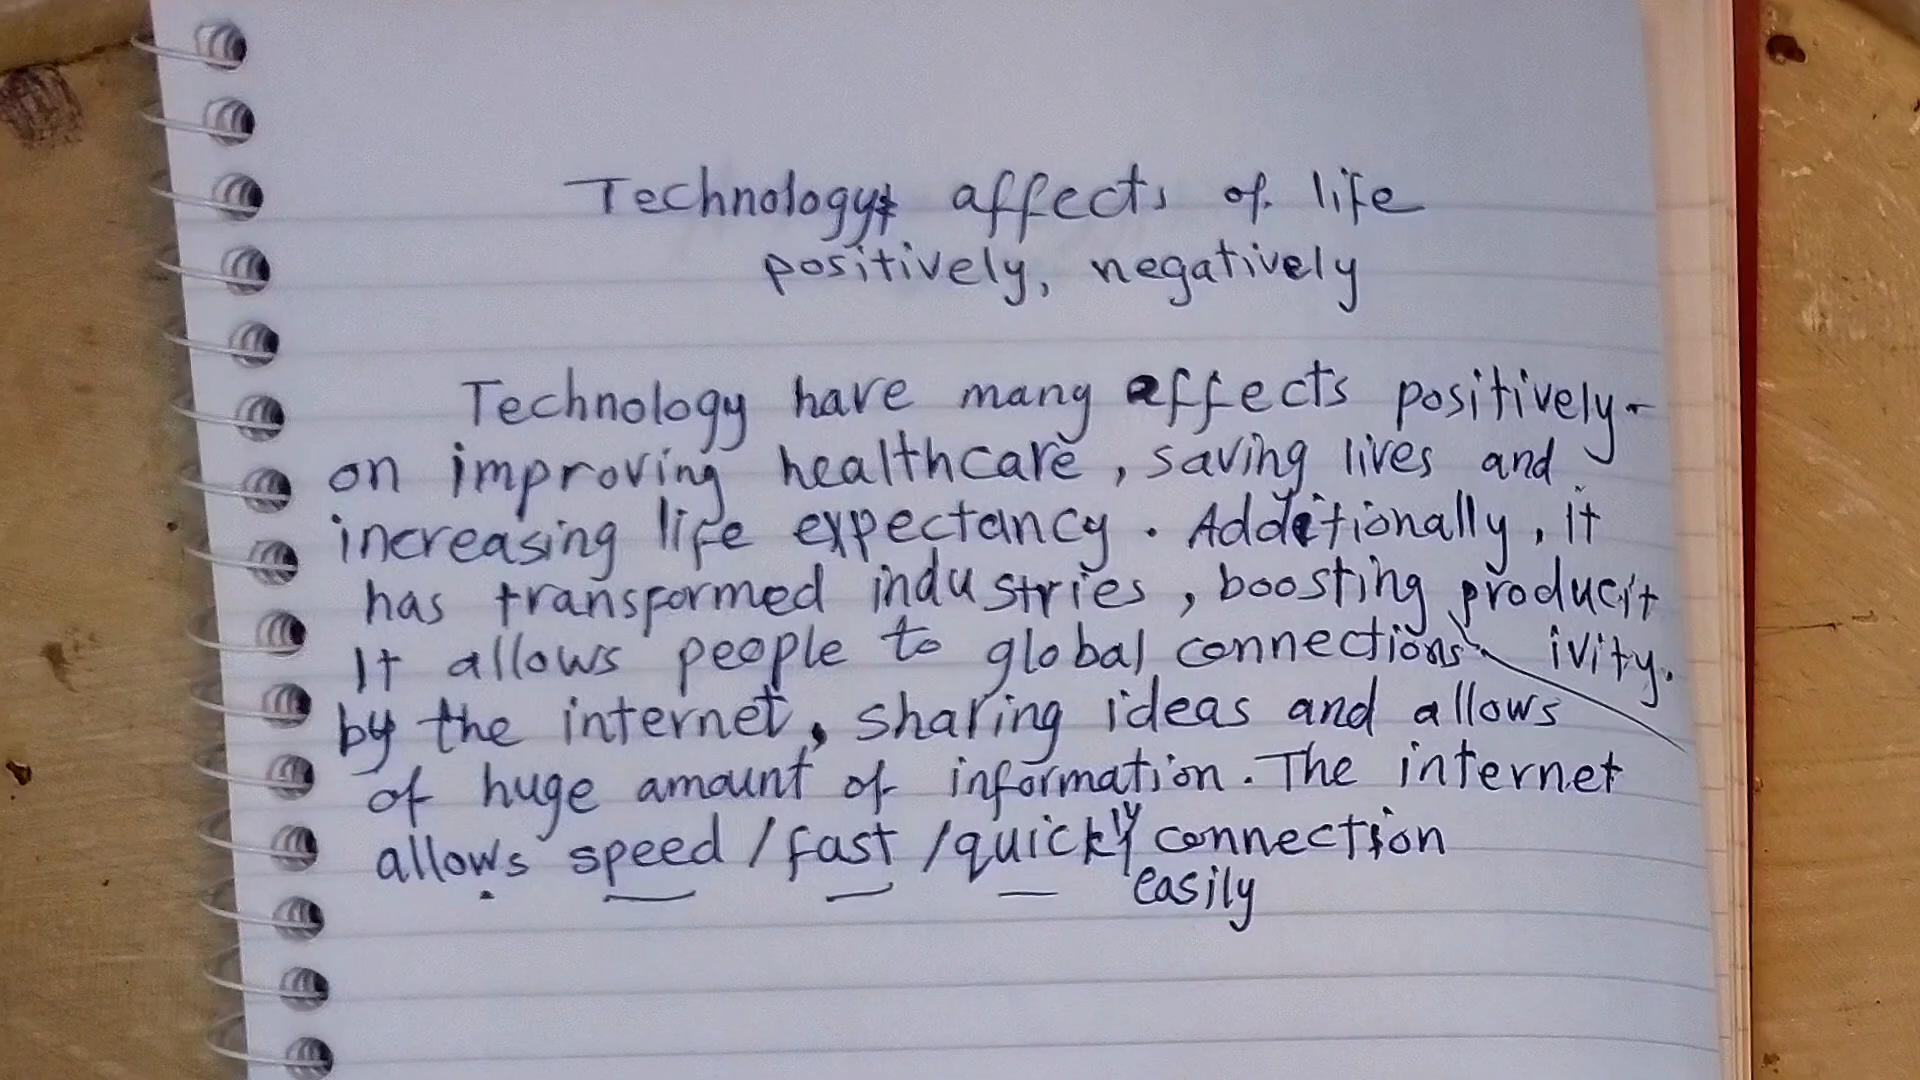 Technology affects of life
positively, negatively
Technology have many effects positively
on improving healthcare, saving lives and
increasing life expectancy. Additionally, it
has transformed industries, boosting producit
ivity.
It allows people to global connections
by the internet, sharing ideas and allows
of huge amount of information. The internet
allows speed / fast / quickly connection
easily